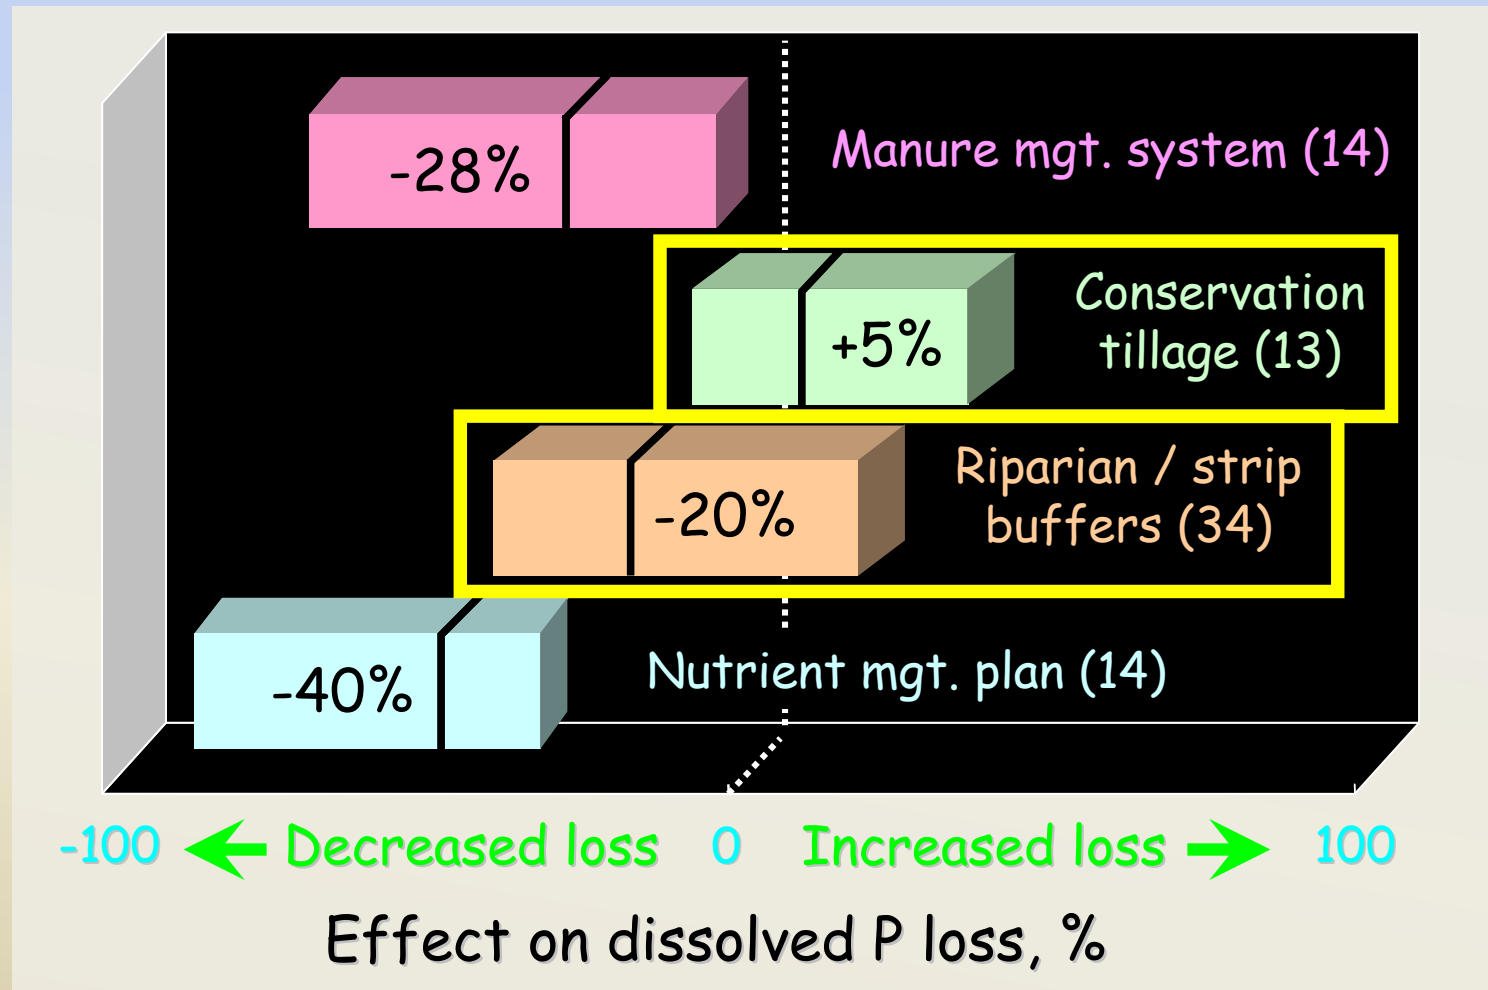 -28%
Manure mgt. system (14)
+5%
Conservation
tillage (13)
-20%
Riparian / strip
buffers (34)
-40%
Nutrient mgt. plan (14)
-100 Decreased loss 0 Increased loss 100
Effect on dissolved P loss, %